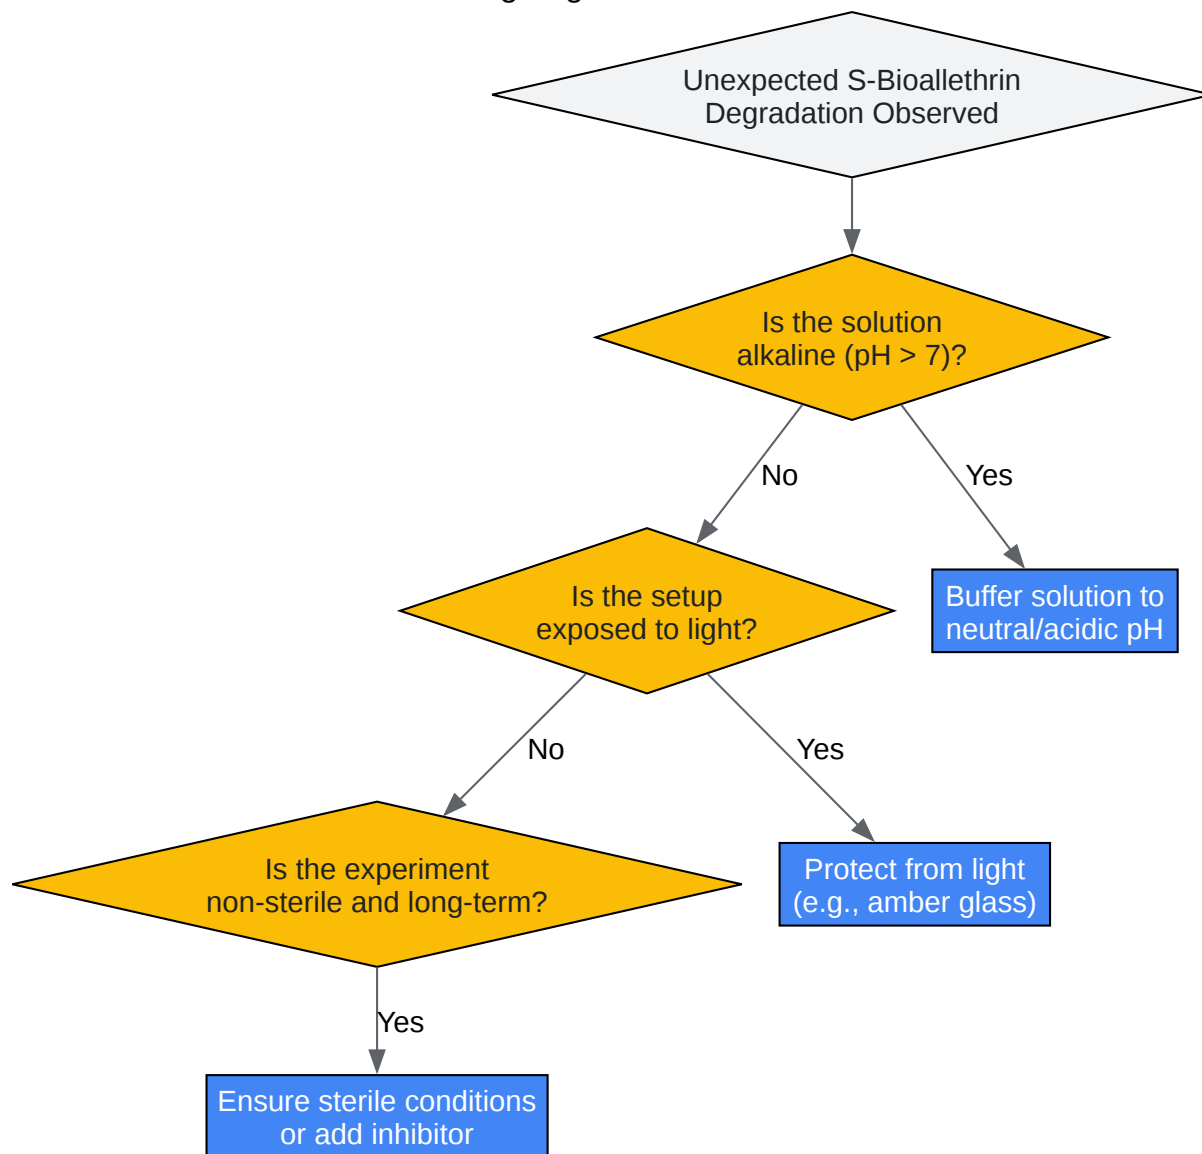 Unexpected S-Bioallethrin
Degradation Observed
Is the solution
alkaline (pH > 7)?
No
Yes
Is the setup
exposed to light?
Buffer solution to
neutral/acidic pH
No
Yes
Is the experiment
non-sterile and long-term?
Protect from light
(e.g., amber glass)
Yes
Ensure sterile conditions
or add inhibitor